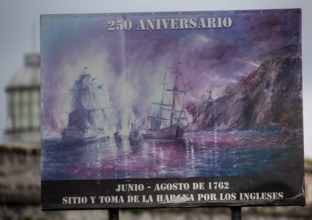 250 ANIVERSARIO
JUNIO - AGOSTO DE 1762
SITIO Y TOMA DE LA HABANA POR LOS INGLESES